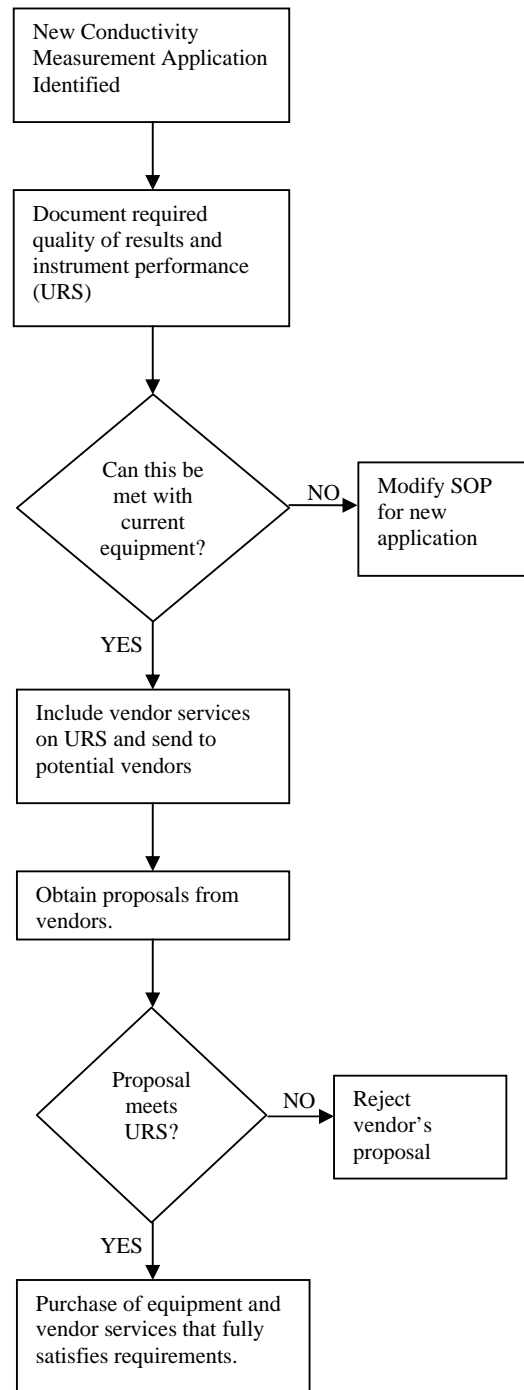 New Conductivity
Measurement Application
Identified
Document required
quality of results and
instrument performance
(URS)
Can this be
met with
current
equipment?
NO
Modify SOP
for new
application
YES
Include vendor services
on URS and send to
potential vendors
Obtain proposals from
vendors.
Proposal
meets
URS?
NO
Reject
vendor’s
proposal
YES
Purchase of equipment and
vendor services that fully
satisfies requirements.